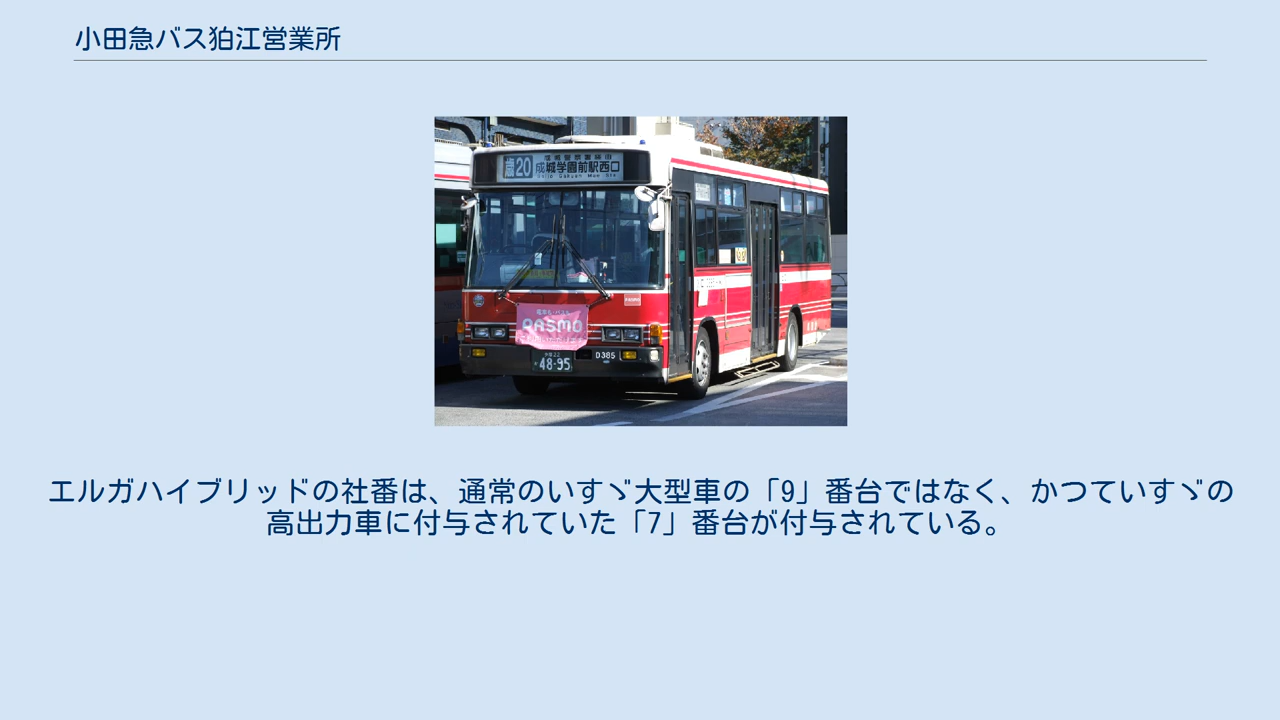 小田急バス狛江営業所
20
成城学園前駅西口
PASMO
D385
48-95
エルガハイブリッドの社番は、通常のいすゞ大型車の「9」番台ではなく、かつていすゞの
高出力車に付与されていた「7」番台が付与されている。